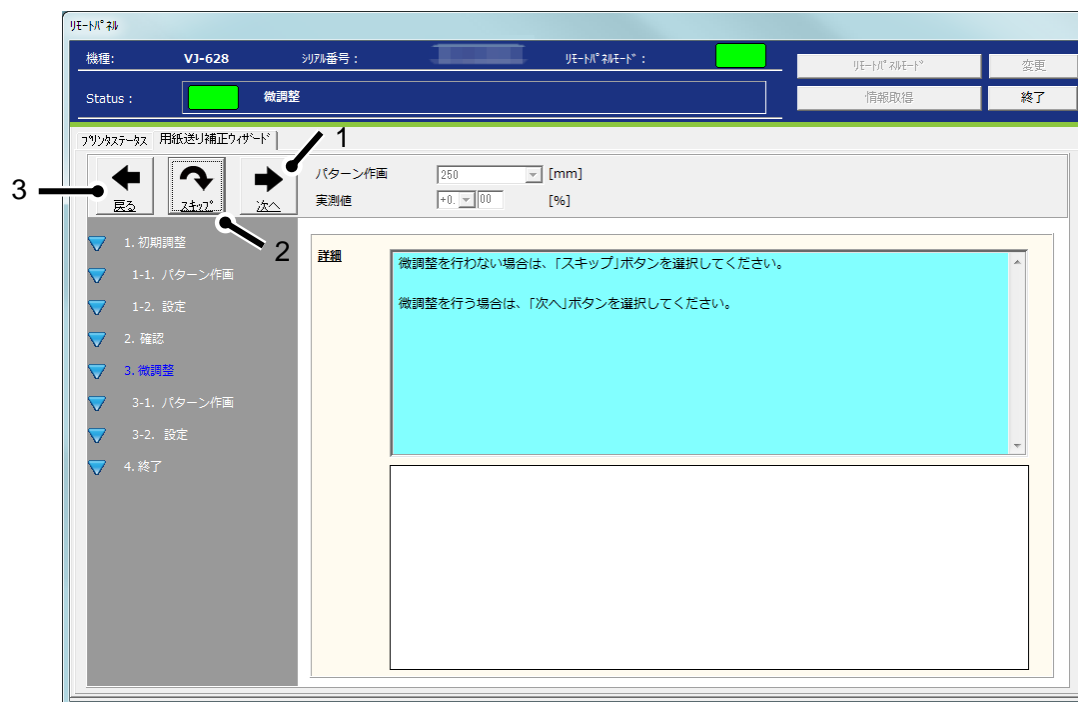 ﾘﾓｰﾄﾊﾟﾈﾙ
機種: VJ-628 ｼﾘｱﾙ番号： ﾘﾓｰﾄﾊﾟﾈﾙﾓｰﾄﾞ：
ﾘﾓｰﾄﾊﾟﾈﾙﾓｰﾄﾞ 変更
Status : 微調整
情報取得 終了
ﾌﾟﾘﾝﾀｽﾃｰﾀｽ 用紙送り補正ｳｨｻﾞｰﾄﾞ
1
3
戻る ｽｷｯﾌﾟ 次へ
2
パターン作画 250 [mm]
実測値 +0. 00 [%]
1. 初期調整
1-1. パターン作画
1-2. 設定
2. 確認
3. 微調整
3-1. パターン作画
3-2. 設定
4. 終了
詳細
微調整を行わない場合は、「スキップ」ボタンを選択してください。
微調整を行う場合は、「次へ」ボタンを選択してください。